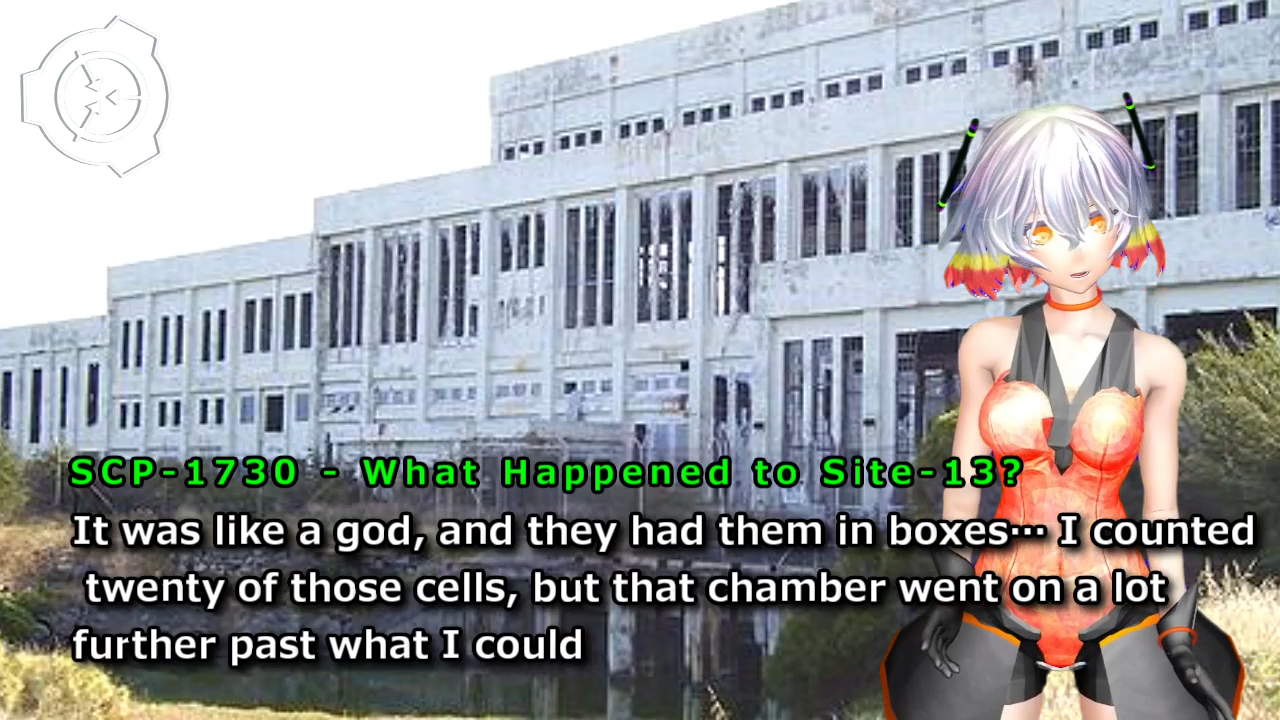 SCP-1730 - What Happened to Site-13?
It was like a god, and they had them in boxes… I counted
twenty of those cells, but that chamber went on a lot
further past what I could